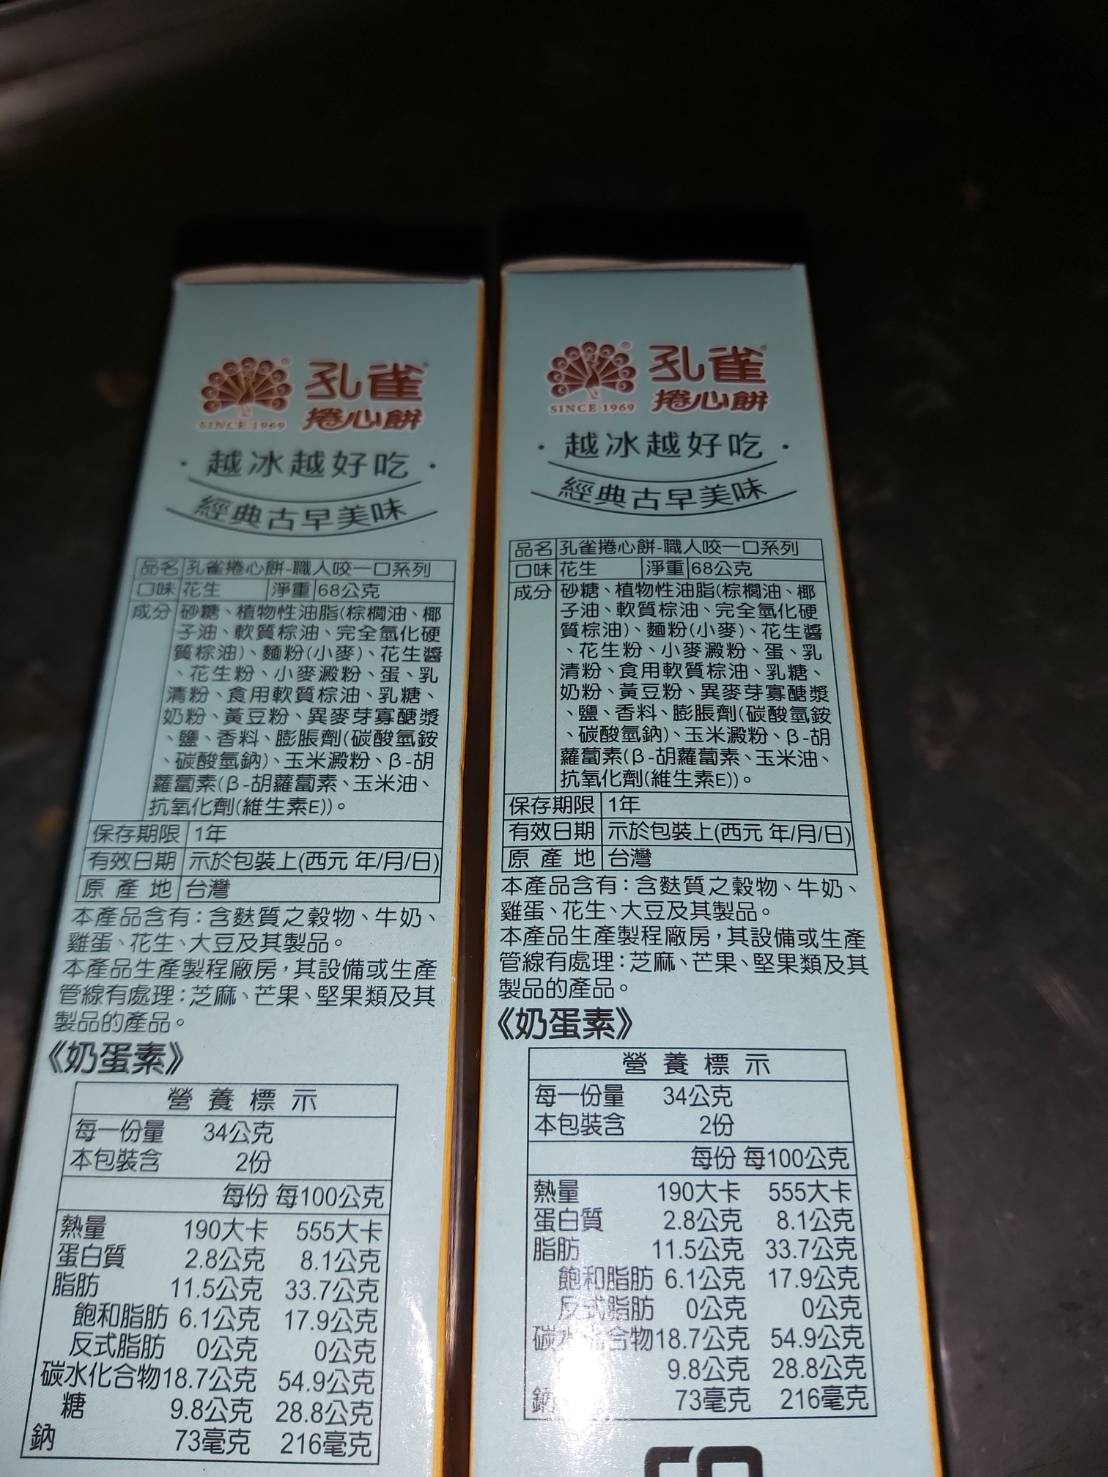 孔雀
SINCE 1969 捲心餅
越冰越好吃
經典古早美味
品名 孔雀捲心餅-職人咬一口系列
口味 花生 淨重 68公克
成分 砂糖、植物性油脂(棕櫚油、椰
子油、軟質棕油、完全氫化硬
質棕油)、麵粉(小麥)、花生醬
、花生粉、小麥澱粉、蛋、乳
清粉、食用軟質棕油、乳糖、
奶粉、黃豆粉、異麥芽寡醣漿
、鹽、香料、膨脹劑(碳酸氫銨
、碳酸氫鈉)、玉米澱粉、β-胡
蘿蔔素(β-胡蘿蔔素、玉米油、
抗氧化劑(維生素E))。
保存期限 1年
有效日期 示於包裝上(西元 年/月/日)
原產地 台灣
本產品含有:含麩質之穀物、牛奶、
雞蛋、花生、大豆及其製品。
本產品生產製程廠房,其設備或生產
管線有處理:芝麻、芒果、堅果類及其
製品的產品。
《奶蛋素》
營養標示
每一份量 34公克
本包裝含 2份
每份 每100公克
熱量 190大卡 555大卡
蛋白質 2.8公克 8.1公克
脂肪 11.5公克 33.7公克
飽和脂肪 6.1公克 17.9公克
反式脂肪 0公克 0公克
碳水化合物 18.7公克 54.9公克
糖 9.8公克 28.8公克
鈉 73毫克 216毫克
孔雀
SINCE 1969 捲心餅
越冰越好吃
經典古早美味
品名 孔雀捲心餅-職人咬一口系列
口味 花生 淨重 68公克
成分 砂糖、植物性油脂(棕櫚油、椰
子油、軟質棕油、完全氫化硬
質棕油)、麵粉(小麥)、花生醬
、花生粉、小麥澱粉、蛋、乳
清粉、食用軟質棕油、乳糖、
奶粉、黃豆粉、異麥芽寡醣漿
、鹽、香料、膨脹劑(碳酸氫銨
、碳酸氫鈉)、玉米澱粉、β-胡
蘿蔔素(β-胡蘿蔔素、玉米油、
抗氧化劑(維生素E))。
保存期限 1年
有效日期 示於包裝上(西元 年/月/日)
原產地 台灣
本產品含有:含麩質之穀物、牛奶、
雞蛋、花生、大豆及其製品。
本產品生產製程廠房,其設備或生產
管線有處理:芝麻、芒果、堅果類及其
製品的產品。
《奶蛋素》
營養標示
每一份量 34公克
本包裝含 2份
每份 每100公克
熱量 190大卡 555大卡
蛋白質 2.8公克 8.1公克
脂肪 11.5公克 33.7公克
飽和脂肪 6.1公克 17.9公克
反式脂肪 0公克 0公克
碳水化合物 18.7公克 54.9公克
9.8公克 28.8公克
鈉 73毫克 216毫克